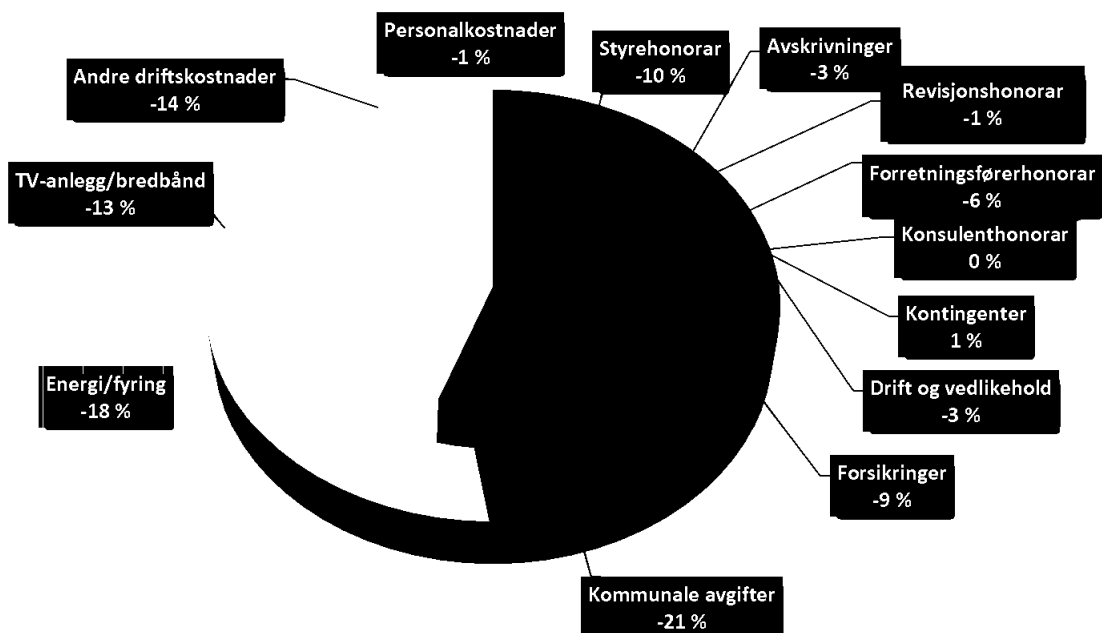 Personalkostnader
-1 %
Styrehonorar
-10 %
Avskrivninger
-3 %
Revisjonshonorar
-1 %
Forretningsførerhonorar
-6 %
Konsulenthonorar
0 %
Kontingenter
1 %
Drift og vedlikehold
-3 %
Forsikringer
-9 %
Kommunale avgifter
-21 %
Energi/fyring
-18 %
TV-anlegg/bredbånd
-13 %
Andre driftskostnader
-14 %